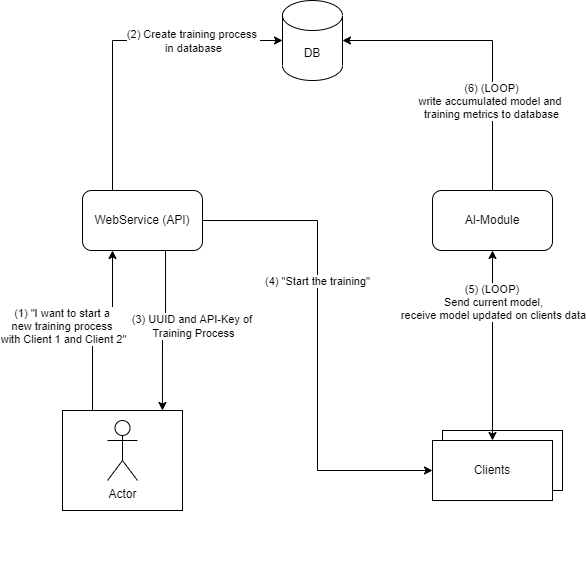 (2) Create training process
in database
DB
(6) (LOOP)
write accumulated model and
training metrics to database
WebService (API)
AI-Module
(4) "Start the training"
(5) (LOOP)
Send current model,
receive model updated on clients data
(1) "I want to start a
new training process
with Client 1 and Client 2"
(3) UUID and API-Key of
Training Process
Actor
Clients